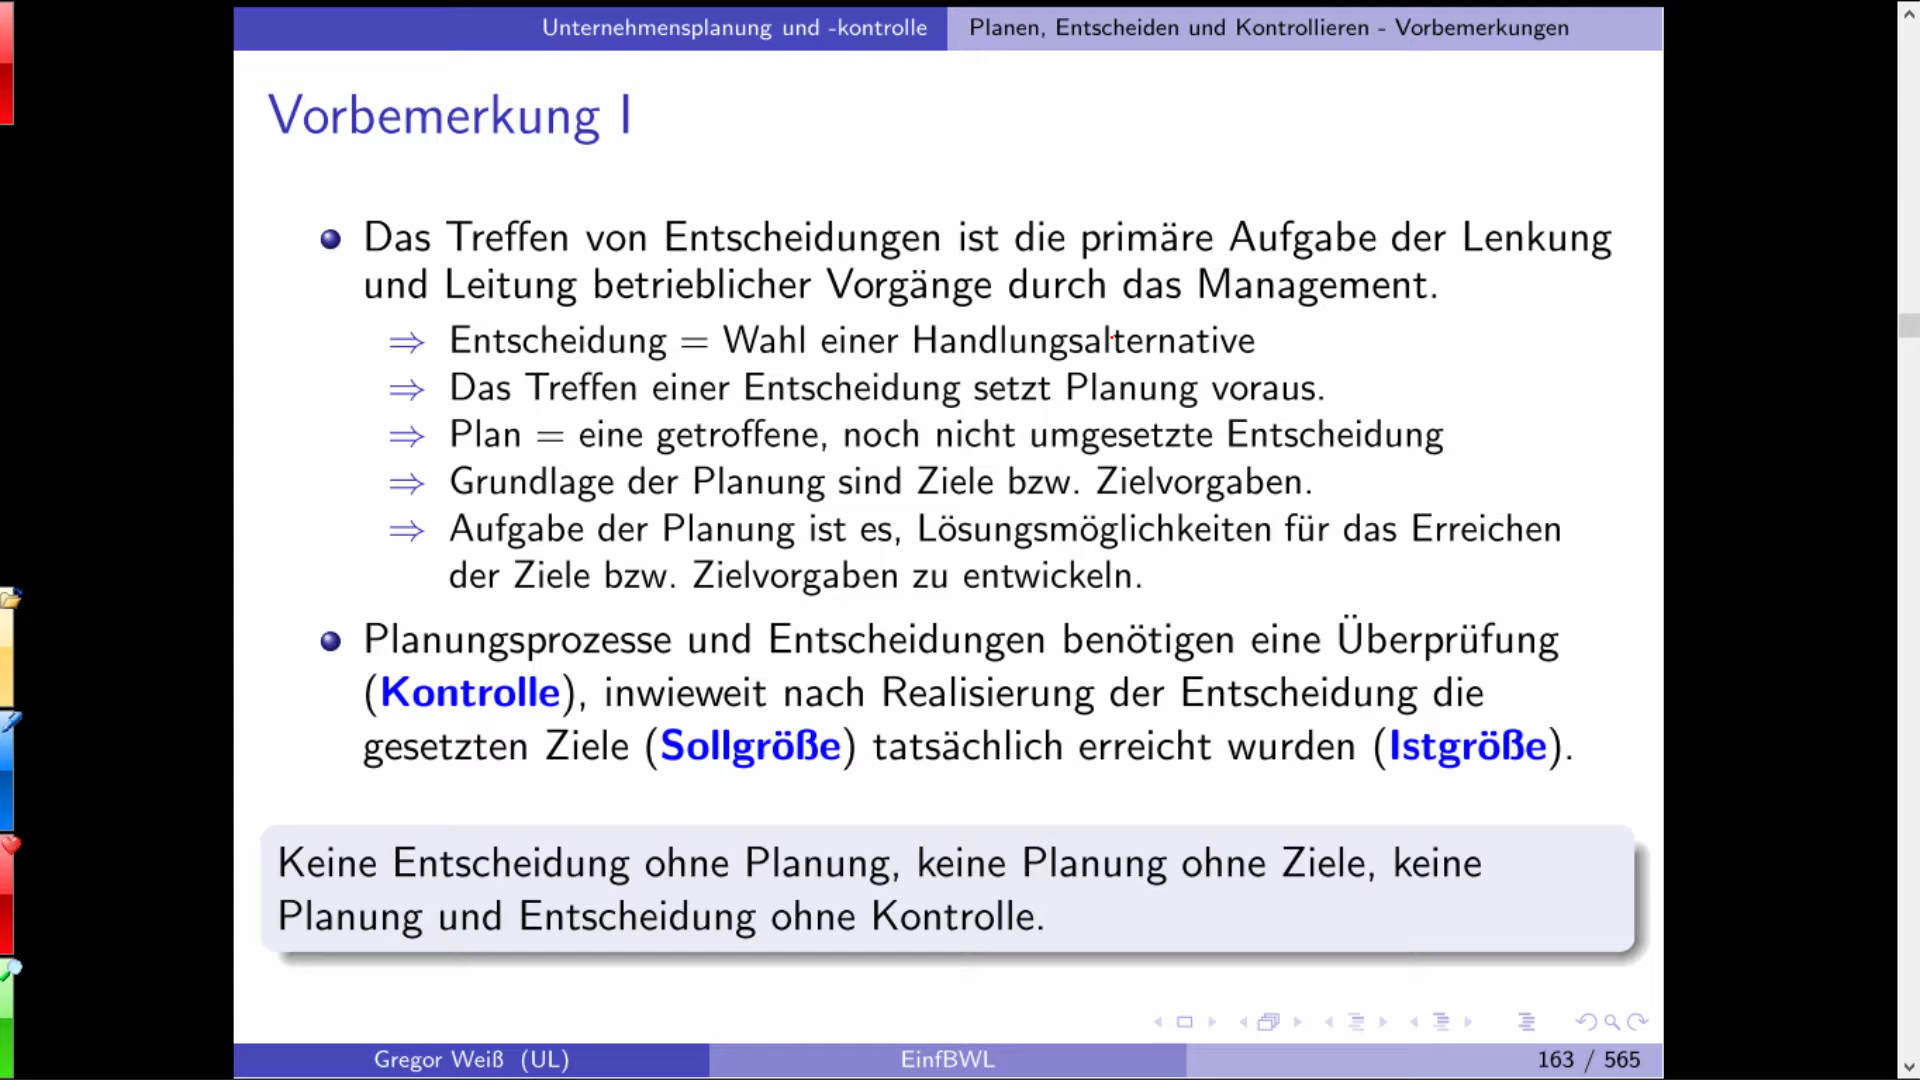 Unternehmensplanung und -kontrolle
Planen, Entscheiden und Kontrollieren - Vorbemerkungen
Vorbemerkung I
Das Treffen von Entscheidungen ist die primäre Aufgabe der Lenkung
und Leitung betrieblicher Vorgänge durch das Management.
⇒ Entscheidung = Wahl einer Handlungsalternative
⇒ Das Treffen einer Entscheidung setzt Planung voraus.
⇒ Plan = eine getroffene, noch nicht umgesetzte Entscheidung
⇒ Grundlage der Planung sind Ziele bzw. Zielvorgaben.
⇒ Aufgabe der Planung ist es, Lösungsmöglichkeiten für das Erreichen
der Ziele bzw. Zielvorgaben zu entwickeln.
Planungsprozesse und Entscheidungen benötigen eine Überprüfung
(Kontrolle), inwieweit nach Realisierung der Entscheidung die
gesetzten Ziele (Sollgröße) tatsächlich erreicht wurden (Istgröße).
Keine Entscheidung ohne Planung, keine Planung ohne Ziele, keine
Planung und Entscheidung ohne Kontrolle.
Gregor Weiß (UL)
EinfBWL
163 / 565